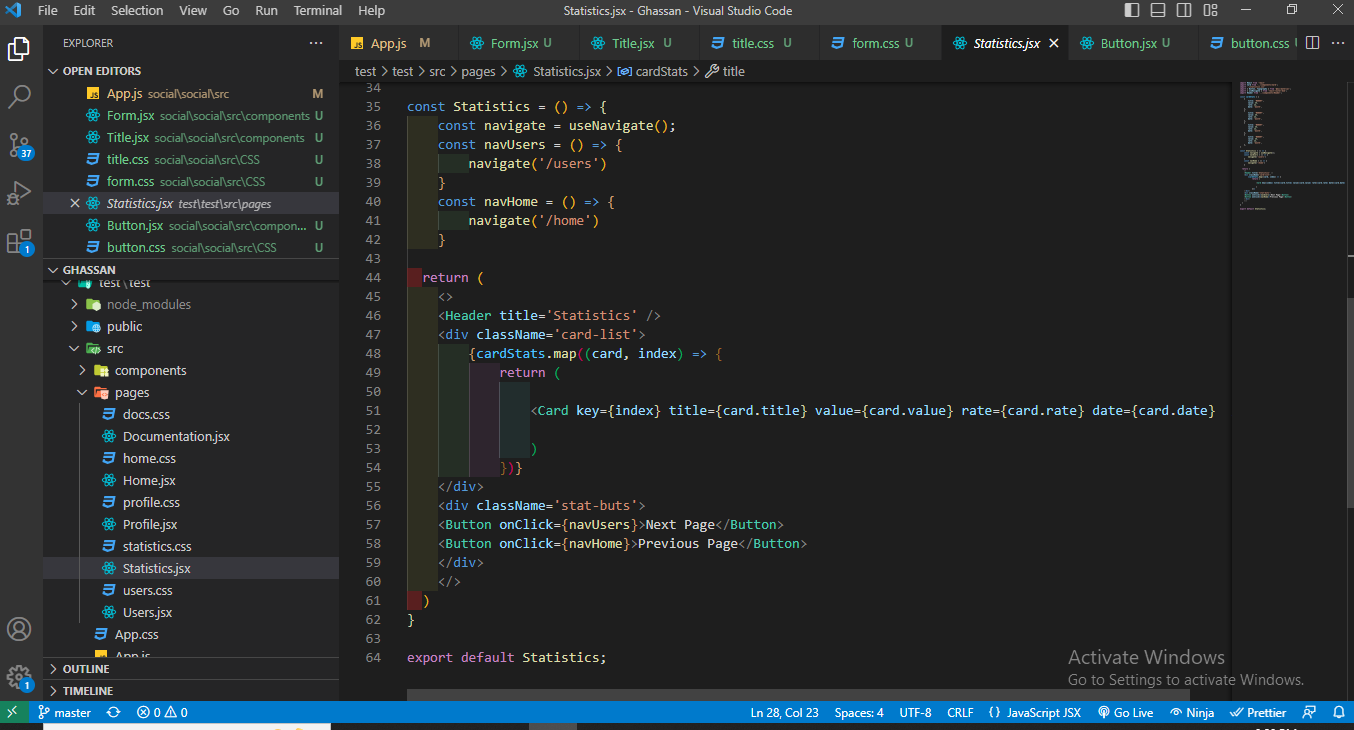 File Edit Selection View Go Run Terminal Help Statistics.jsx - Ghassan - Visual Studio Code
EXPLORER
App.js M Form.jsx U Title.jsx U title.css U form.css U Statistics.jsx Button.jsx U button.css
test > test > src > pages > Statistics.jsx > cardStats > title
OPEN EDITORS
App.js social\social\src M
Form.jsx social\social\src\components U
Title.jsx social\social\src\components U
title.css social\social\src\CSS U
form.css social\social\src\CSS U
Statistics.jsx test\test\src\pages
Button.jsx social\social\src\compon... U
button.css social\social\src\CSS U
GHASSAN
test \ test
node_modules
public
src
components
pages
docs.css
Documentation.jsx
home.css
Home.jsx
profile.css
Profile.jsx
statistics.css
Statistics.jsx
users.css
Users.jsx
App.css
App.js
OUTLINE
TIMELINE
37
1
1
34
35 const Statistics = () => {
36 const navigate = useNavigate();
37 const navUsers = () => {
38 navigate('/users')
39 }
40 const navHome = () => {
41 navigate('/home')
42 }
43
44 return (
45 <>
46 <Header title='Statistics' />
47 <div className='card-list'>
48 {cardStats.map((card, index) => {
49 return (
50
51 <Card key={index} title={card.title} value={card.value} rate={card.rate} date={card.date}
52
53 )
54 })}
55 </div>
56 <div className='stat-buts'>
57 <Button onClick={navUsers}>Next Page</Button>
58 <Button onClick={navHome}>Previous Page</Button>
59 </div>
60 </>
61 )
62 }
63
64 export default Statistics;
Activate Windows
Go to Settings to activate Windows.
master 0 0 Ln 28, Col 23 Spaces: 4 UTF-8 CRLF {} JavaScript JSX Go Live Ninja Prettier